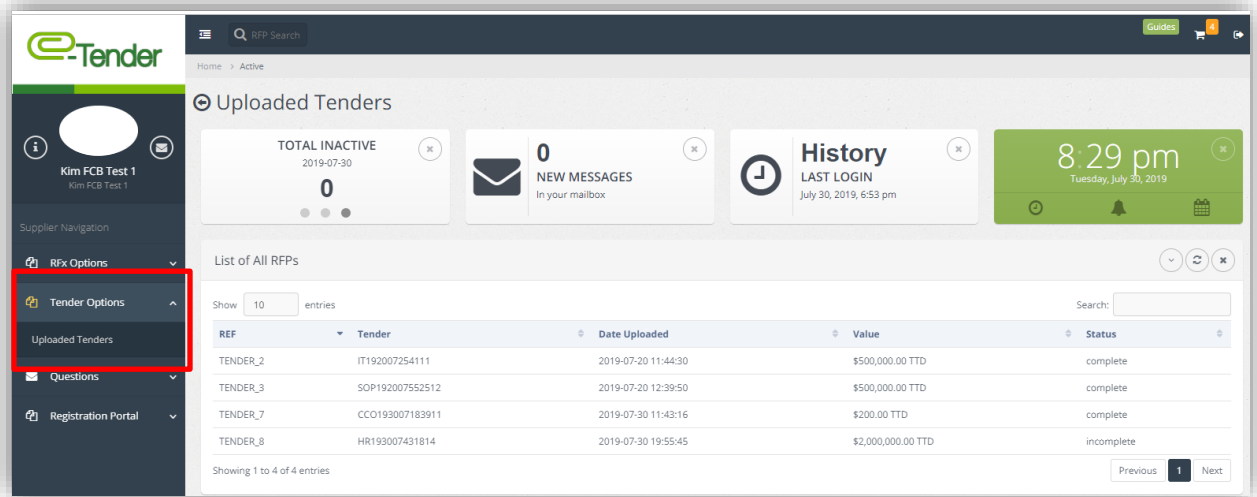 e-Tender
RFP Search
Guides
4
Home > Active
Uploaded Tenders
Kim FCB Test 1
Kim FCB Test 1
TOTAL INACTIVE
2019-07-30
0
0
NEW MESSAGES
In your mailbox
History
LAST LOGIN
July 30, 2019, 6:53 pm
8:29 pm
Tuesday, July 30, 2019
Supplier Navigation
RFx Options
Tender Options
Uploaded Tenders
Questions
Registration Portal
List of All RFPs
Show 10 entries
Search:
REF Tender Date Uploaded Value Status
TENDER_2 IT192007254111 2019-07-20 11:44:30 $500,000.00 TTD complete
TENDER_3 SOP192007552512 2019-07-20 12:39:50 $500,000.00 TTD complete
TENDER_7 CCO193007183911 2019-07-30 11:43:16 $200.00 TTD complete
TENDER_8 HR193007431814 2019-07-30 19:55:45 $2,000,000.00 TTD incomplete
Showing 1 to 4 of 4 entries
Previous 1 Next